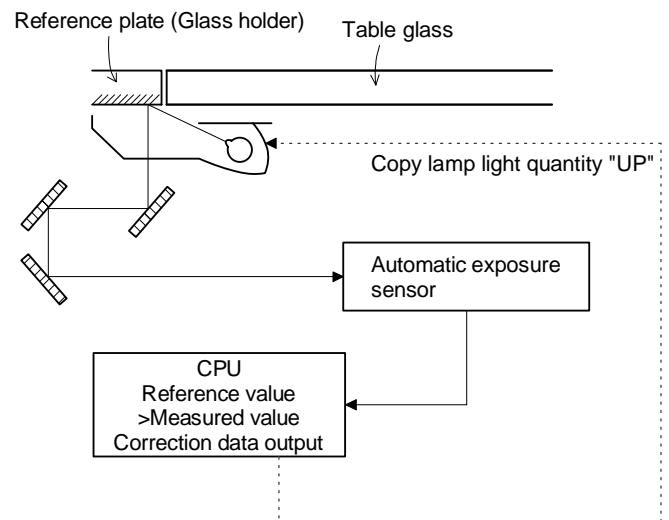 Reference plate (Glass holder)
Table glass
Copy lamp light quantity "UP"
Automatic exposure
sensor
CPU
Reference value
>Measured value
Correction data output